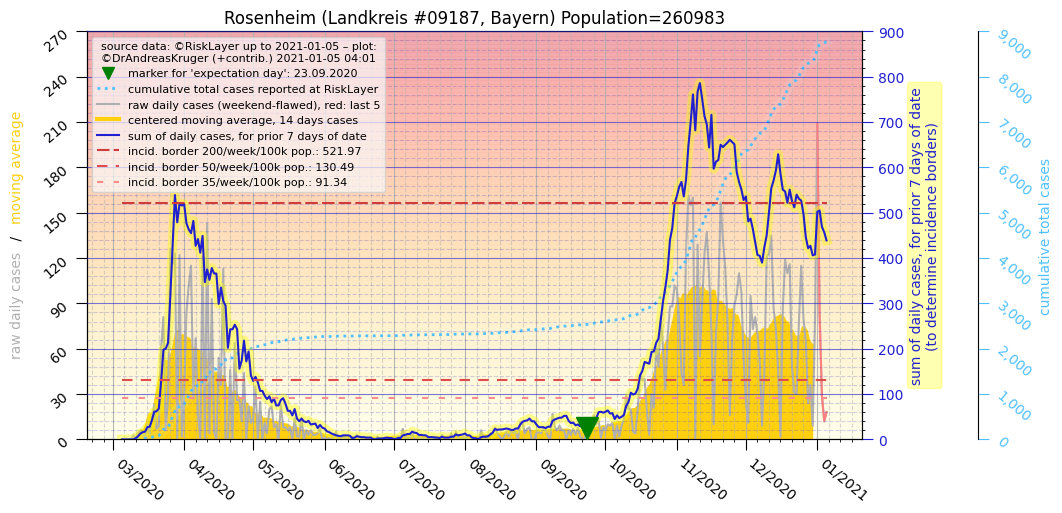 Rosenheim (Landkreis #09187, Bayern) Population=260983
source data: ©RiskLayer up to 2021-01-05 – plot:
©DrAndreasKruger (+contrib.) 2021-01-05 04:01
marker for 'expectation day': 23.09.2020
cumulative total cases reported at RiskLayer
raw daily cases (weekend-flawed), red: last 5
centered moving average, 14 days cases
sum of daily cases, for prior 7 days of date
incid. border 200/week/100k pop.: 521.97
incid. border 50/week/100k pop.: 130.49
incid. border 35/week/100k pop.: 91.34
raw daily cases / moving average
270
240
210
180
150
120
90
60
30
0
03/2020
04/2020
05/2020
06/2020
07/2020
08/2020
09/2020
10/2020
11/2020
12/2020
01/2021
900
800
700
600
500
400
300
200
100
0
sum of daily cases, for prior 7 days of date
(to determine incidence borders)
9,000
8,000
7,000
6,000
5,000
4,000
3,000
2,000
1,000
0
cumulative total cases